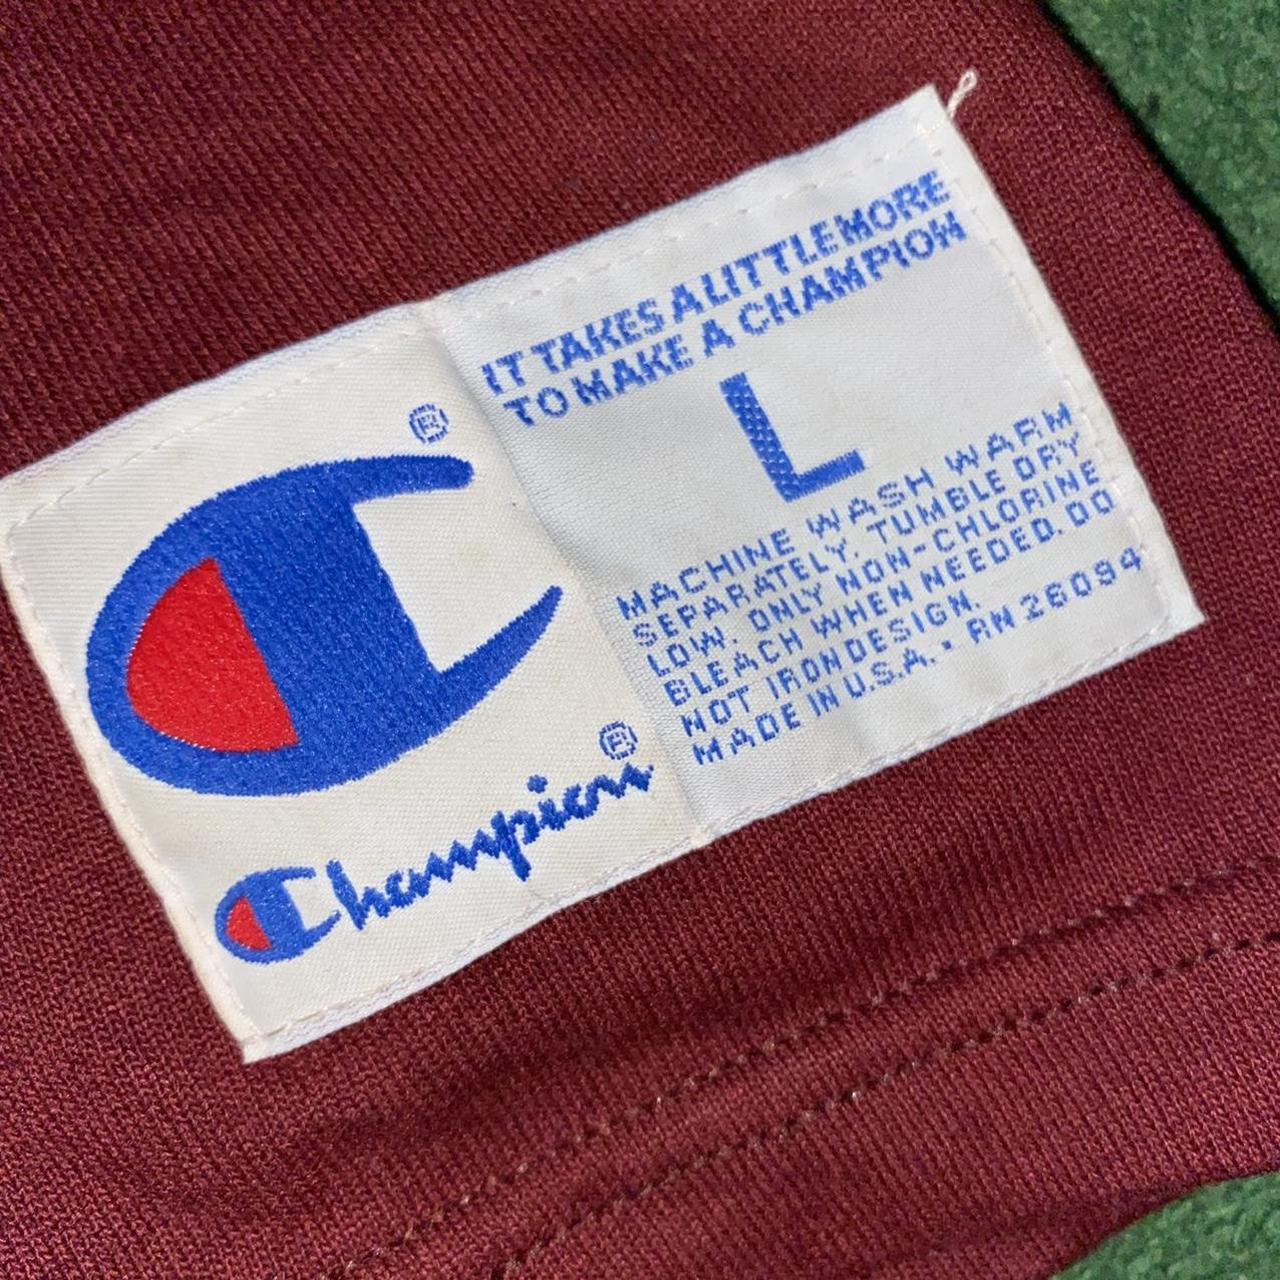 ®
Champion®
IT TAKES A LITTLE MORE
TO MAKE A CHAMPION
L
MACHINE WASH WARM
SEPARATELY. TUMBLE DRY
LOW. ONLY NON-CHLORINE
BLEACH WHEN NEEDED. DO
NOT IRON DESIGN.
MADE IN U.S.A. • RN 26094